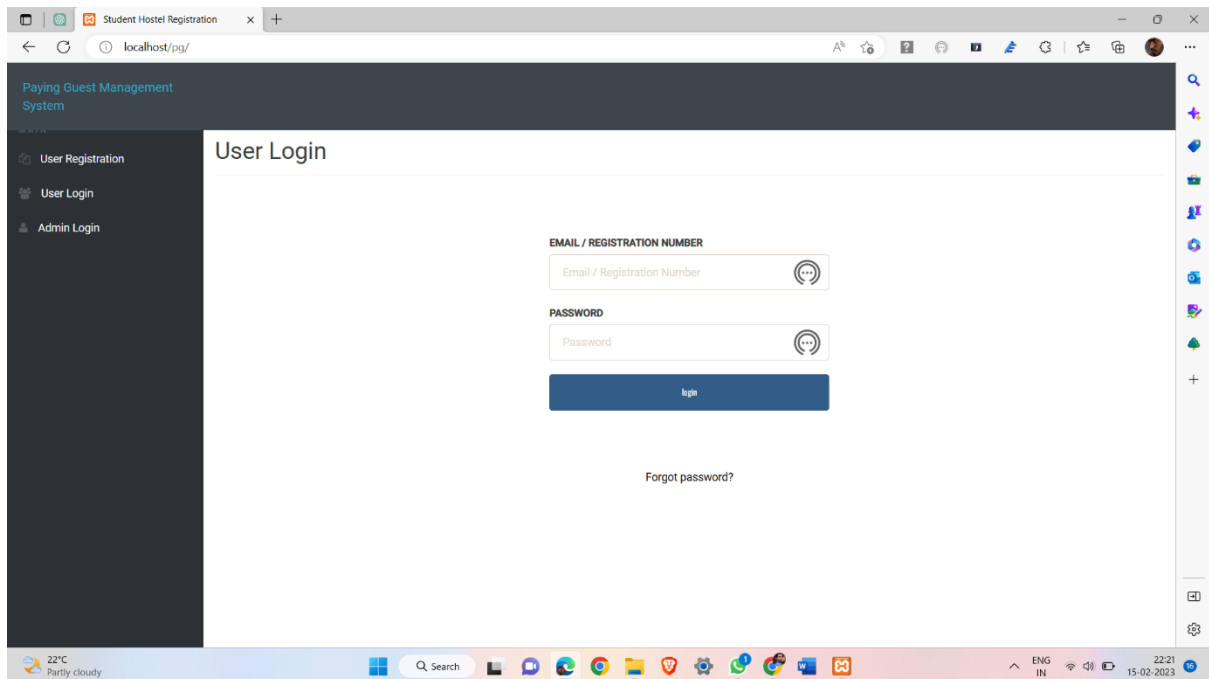 Student Hostel Registration
localhost/pg/
Paying Guest Management
System
User Registration
User Login
Admin Login
User Login
EMAIL / REGISTRATION NUMBER
Email / Registration Number
PASSWORD
Password
login
Forgot password?
22°C
Partly cloudy
Search
ENG
IN
22:21
15-02-2023
16